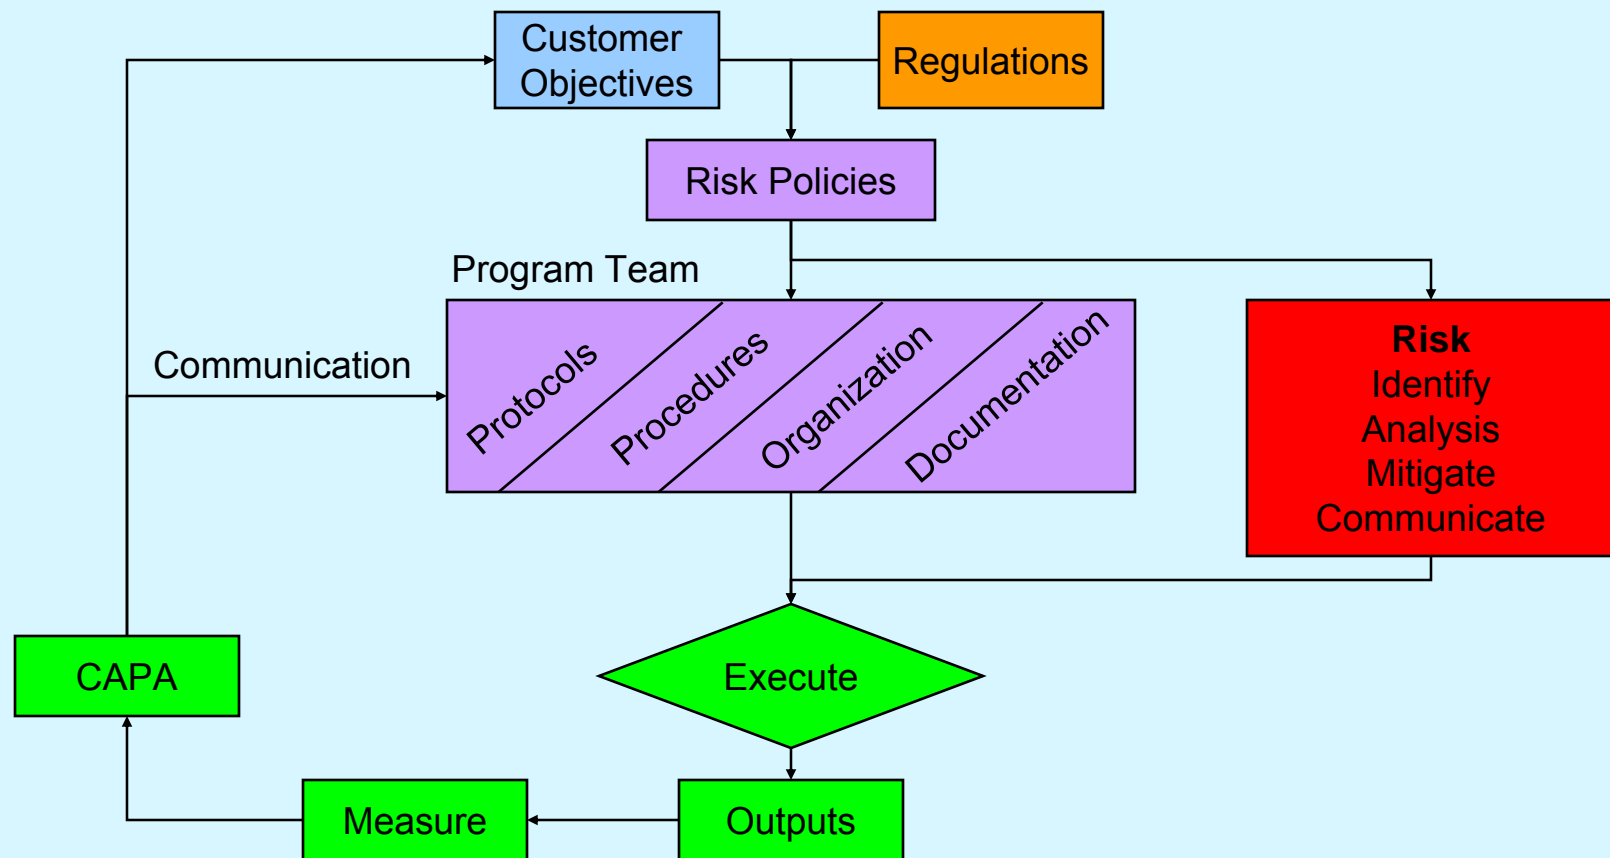 Customer
Objectives
Regulations
Risk Policies
Program Team
Communication
Protocols
Procedures
Organization
Documentation
Risk
Identify
Analysis
Mitigate
Communicate
CAPA
Execute
Measure
Outputs